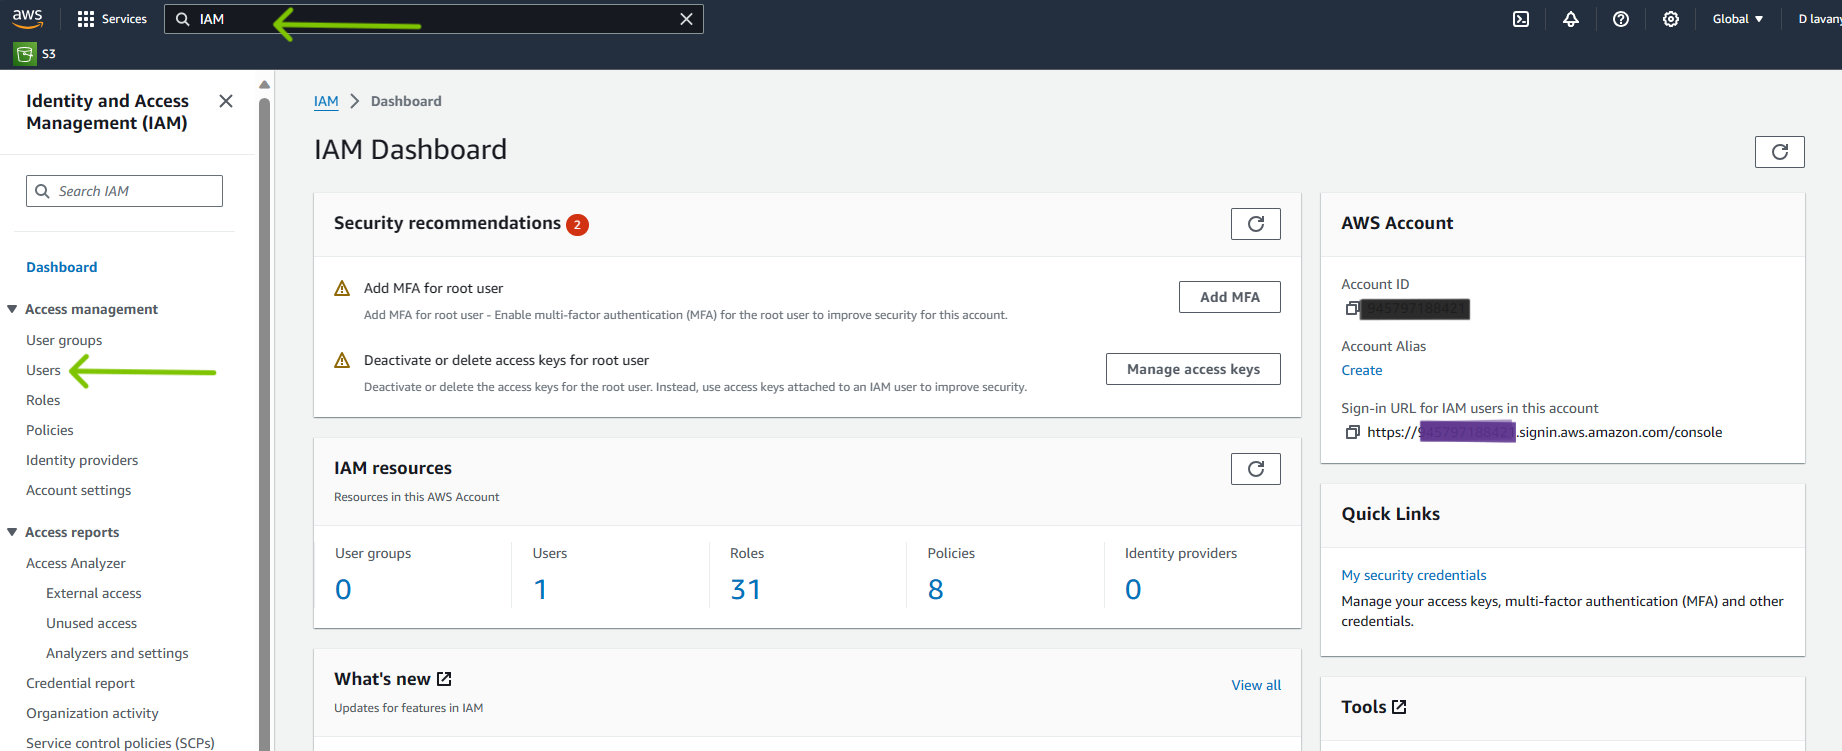 aws
Services
IAM
Global
D lavany
S3
Identity and Access
Management (IAM)
Search IAM
Dashboard
Access management
User groups
Users
Roles
Policies
Identity providers
Account settings
Access reports
Access Analyzer
External access
Unused access
Analyzers and settings
Credential report
Organization activity
Service control policies (SCPs)
IAM > Dashboard
IAM Dashboard
Security recommendations 2
Add MFA for root user
Add MFA for root user - Enable multi-factor authentication (MFA) for the root user to improve security for this account.
Add MFA
Deactivate or delete access keys for root user
Deactivate or delete the access keys for the root user. Instead, use access keys attached to an IAM user to improve security.
Manage access keys
IAM resources
Resources in this AWS Account
User groups
0
Users
1
Roles
31
Policies
8
Identity providers
0
What's new
Updates for features in IAM
View all
AWS Account
Account ID
Account Alias
Create
Sign-in URL for IAM users in this account
https:// .signin.aws.amazon.com/console
Quick Links
My security credentials
Manage your access keys, multi-factor authentication (MFA) and other
credentials.
Tools